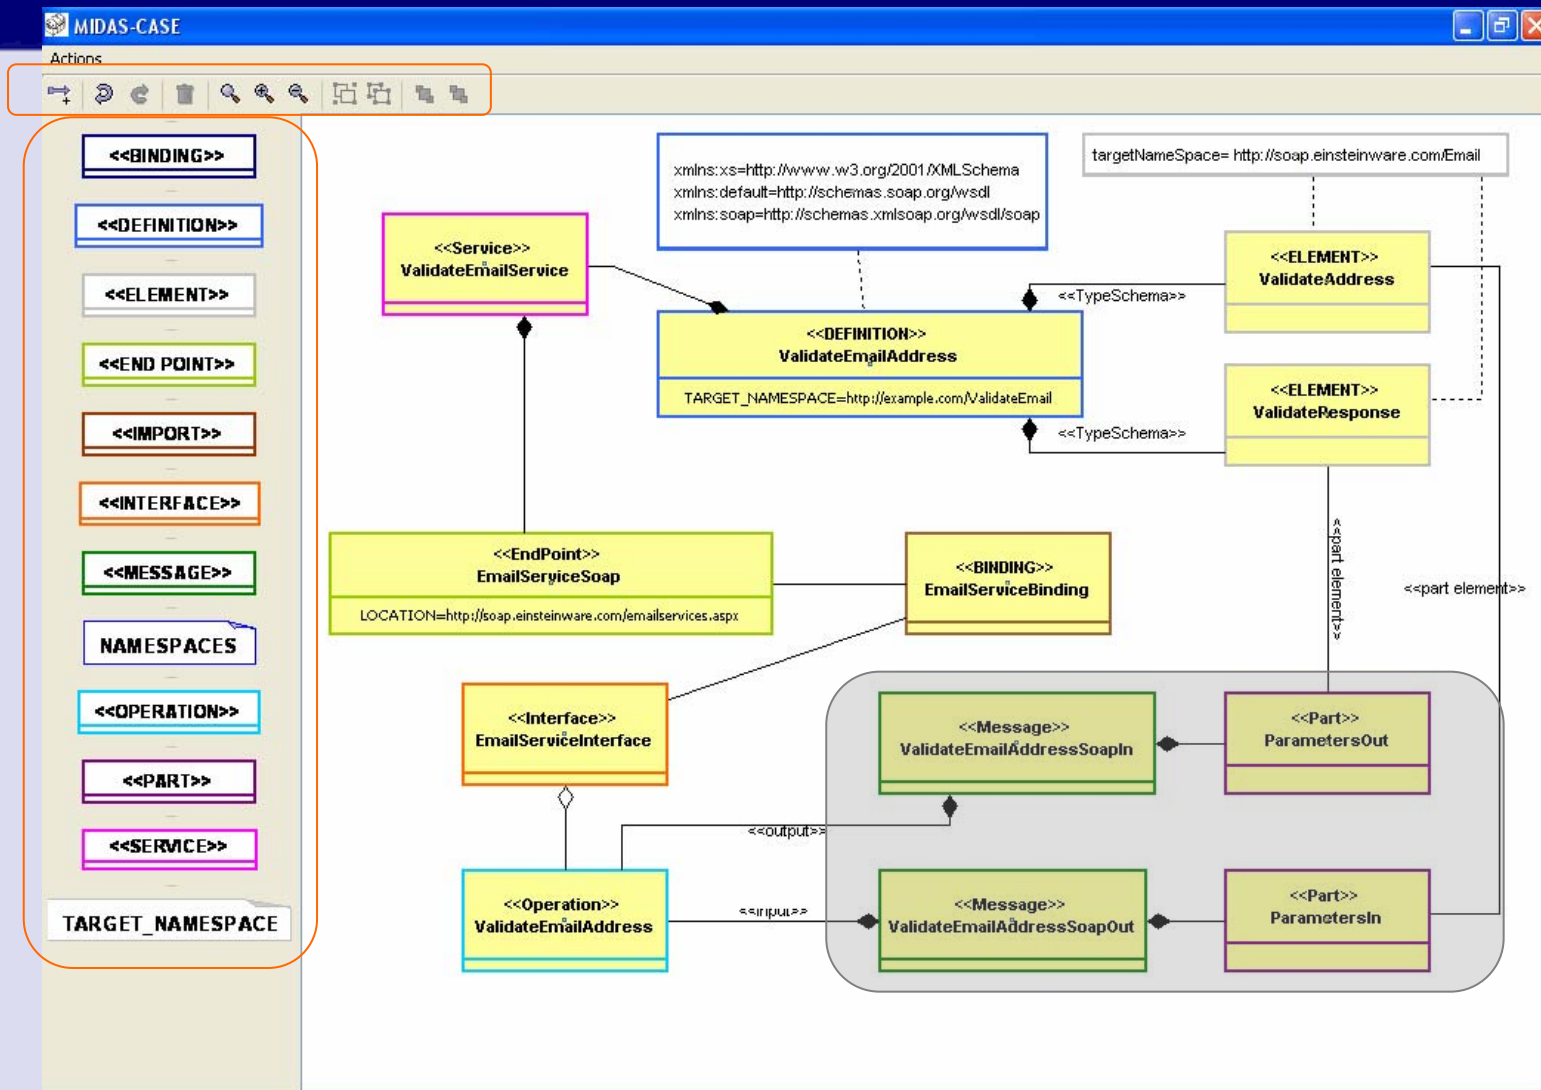 MIDAS-CASE
Actions
<<BINDING>>
<<DEFINITION>>
<<ELEMENT>>
<<END POINT>>
<<IMPORT>>
<<INTERFACE>>
<<MESSAGE>>
NAMESPACES
<<OPERATION>>
<<PART>>
<<SERVICE>>
TARGET_NAMESPACE
xmlns:xs=http://www.w3.org/2001/XMLSchema
xmlns:default=http://schemas.soap.org/wsdl
xmlns:soap=http://schemas.xmlsoap.org/wsdl/soap
targetNameSpace= http://soap.einsteinware.com/Email
<<Service>>
ValidateEmailService
<<ELEMENT>>
ValidateAddress
<<TypeSchema>>
<<DEFINITION>>
ValidateEmailAddress
TARGET_NAMESPACE=http://example.com/ValidateEmail
<<ELEMENT>>
ValidateResponse
<<TypeSchema>>
<<EndPoint>>
EmailServiceSoap
LOCATION=http://soap.einsteinware.com/emailservices.aspx
<<BINDING>>
EmailServiceBinding
<<part element>>
<<part element>>
<<Interface>>
EmailServiceInterface
<<Message>>
ValidateEmailAddressSoapIn
<<Part>>
ParametersOut
<<output>>
<<Operation>>
ValidateEmailAddress
<<input>>
<<Message>>
ValidateEmailAddressSoapOut
<<Part>>
ParametersIn